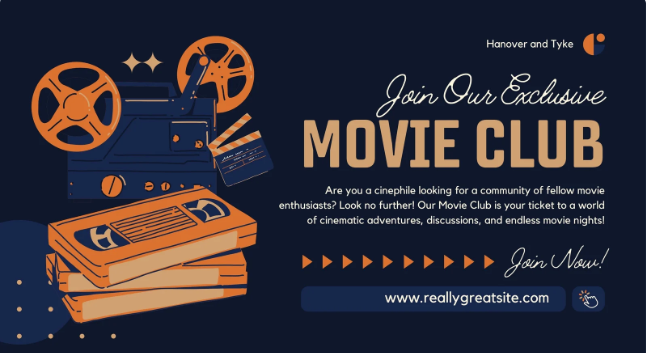 Hanover and Tyke
Join Our Exclusive
MOVIE CLUB
Are you a cinephile looking for a community of fellow movie
enthusiasts? Look no further! Our Movie Club is your ticket to a world
of cinematic adventures, discussions, and endless movie nights!
Join Now!
www.reallygreatsite.com